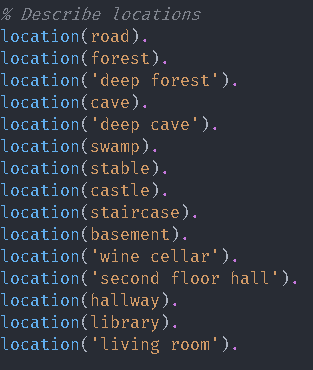 % Describe locations
location(road).
location(forest).
location('deep forest').
location(cave).
location('deep cave').
location(swamp).
location(stable).
location(castle).
location(staircase).
location(basement).
location('wine cellar').
location('second floor hall').
location(hallway).
location(library).
location('living room').